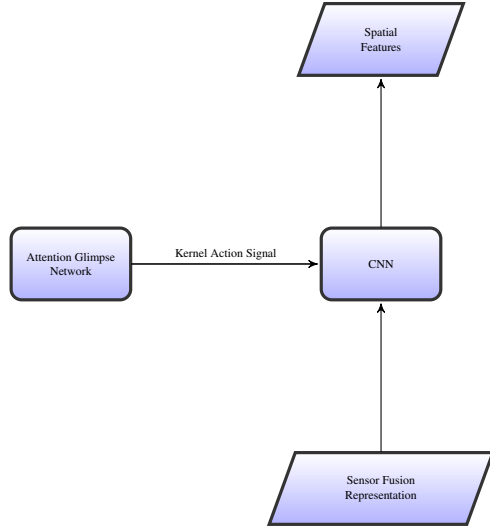 Spatial
Features
Attention Glimpse
Network
Kernel Action Signal
CNN
Sensor Fusion
Representation